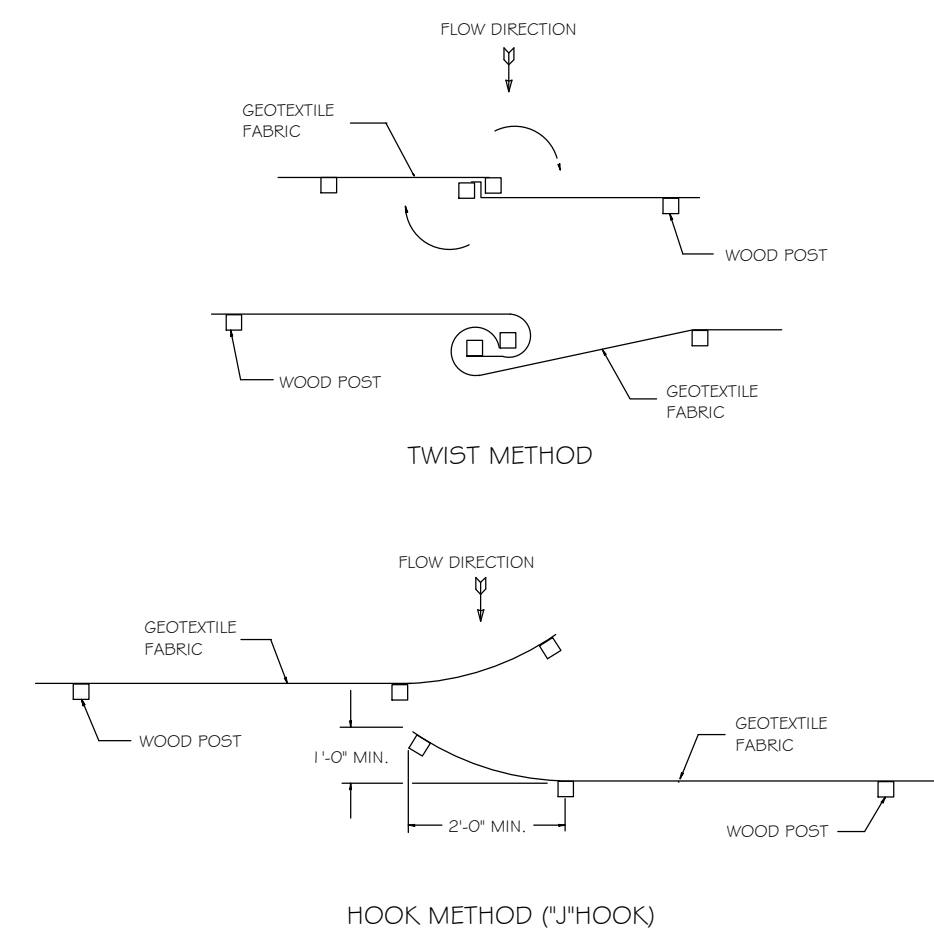 FLOW DIRECTION
GEOTEXTILE
FABRIC
WOOD POST
WOOD POST
GEOTEXTILE
FABRIC
TWIST METHOD
FLOW DIRECTION
GEOTEXTILE
FABRIC
WOOD POST
GEOTEXTILE
FABRIC
1'-0" MIN.
2'-0" MIN.
WOOD POST
HOOK METHOD ("J"HOOK)